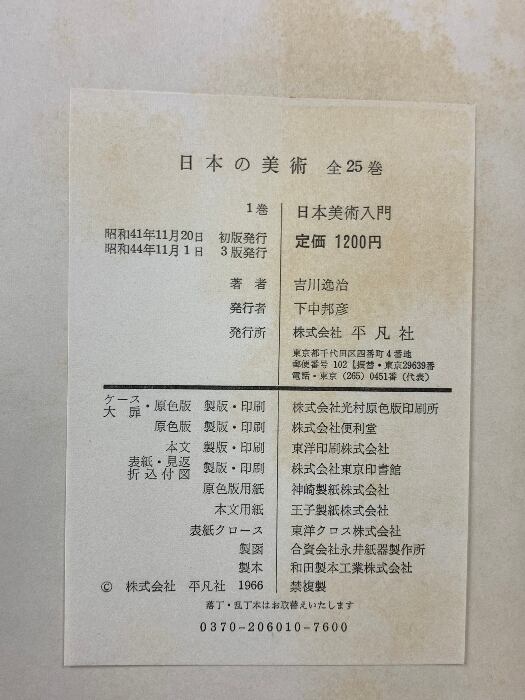 日本の美術 全25巻
1巻 日本美術入門
昭和41年11月20日 初版発行 定価 1200円
昭和44年11月1日 3版発行
著者 吉川逸治
発行者 下中邦彦
発行所 株式会社 平凡社
東京都千代田区四番町4番地
郵便番号 102 【振替・東京29639番
電話・東京 (265) 0451番 (代表)
ケース・大扉・原色版 製版・印刷 株式会社光村原色版印刷所
原色版 製版・印刷 株式会社便利堂
本文 製版・印刷 東洋印刷株式会社
表紙・見返 折込付図 製版・印刷 株式会社東京印書館
原色版用紙 神崎製紙株式会社
本文用紙 王子製紙株式会社
表紙クロース 東洋クロス株式会社
製函 合資会社永井紙器製作所
製本 和田製本工業株式会社
© 株式会社 平凡社 1966 禁複製
落丁・乱丁本はお取替えいたします
0370-206010-7600